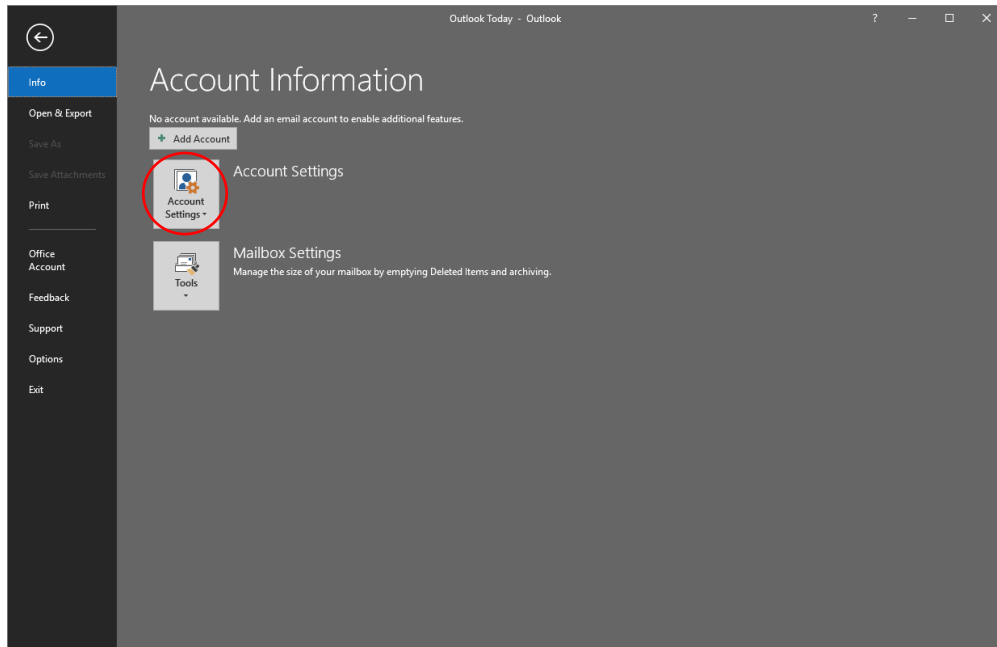 Outlook Today - Outlook
?
Info
Open & Export
Save As
Save Attachments
Print
Office
Account
Feedback
Support
Options
Exit
Account Information
No account available. Add an email account to enable additional features.
+ Add Account
Account
Settings
Account Settings
Tools
Mailbox Settings
Manage the size of your mailbox by emptying Deleted Items and archiving.